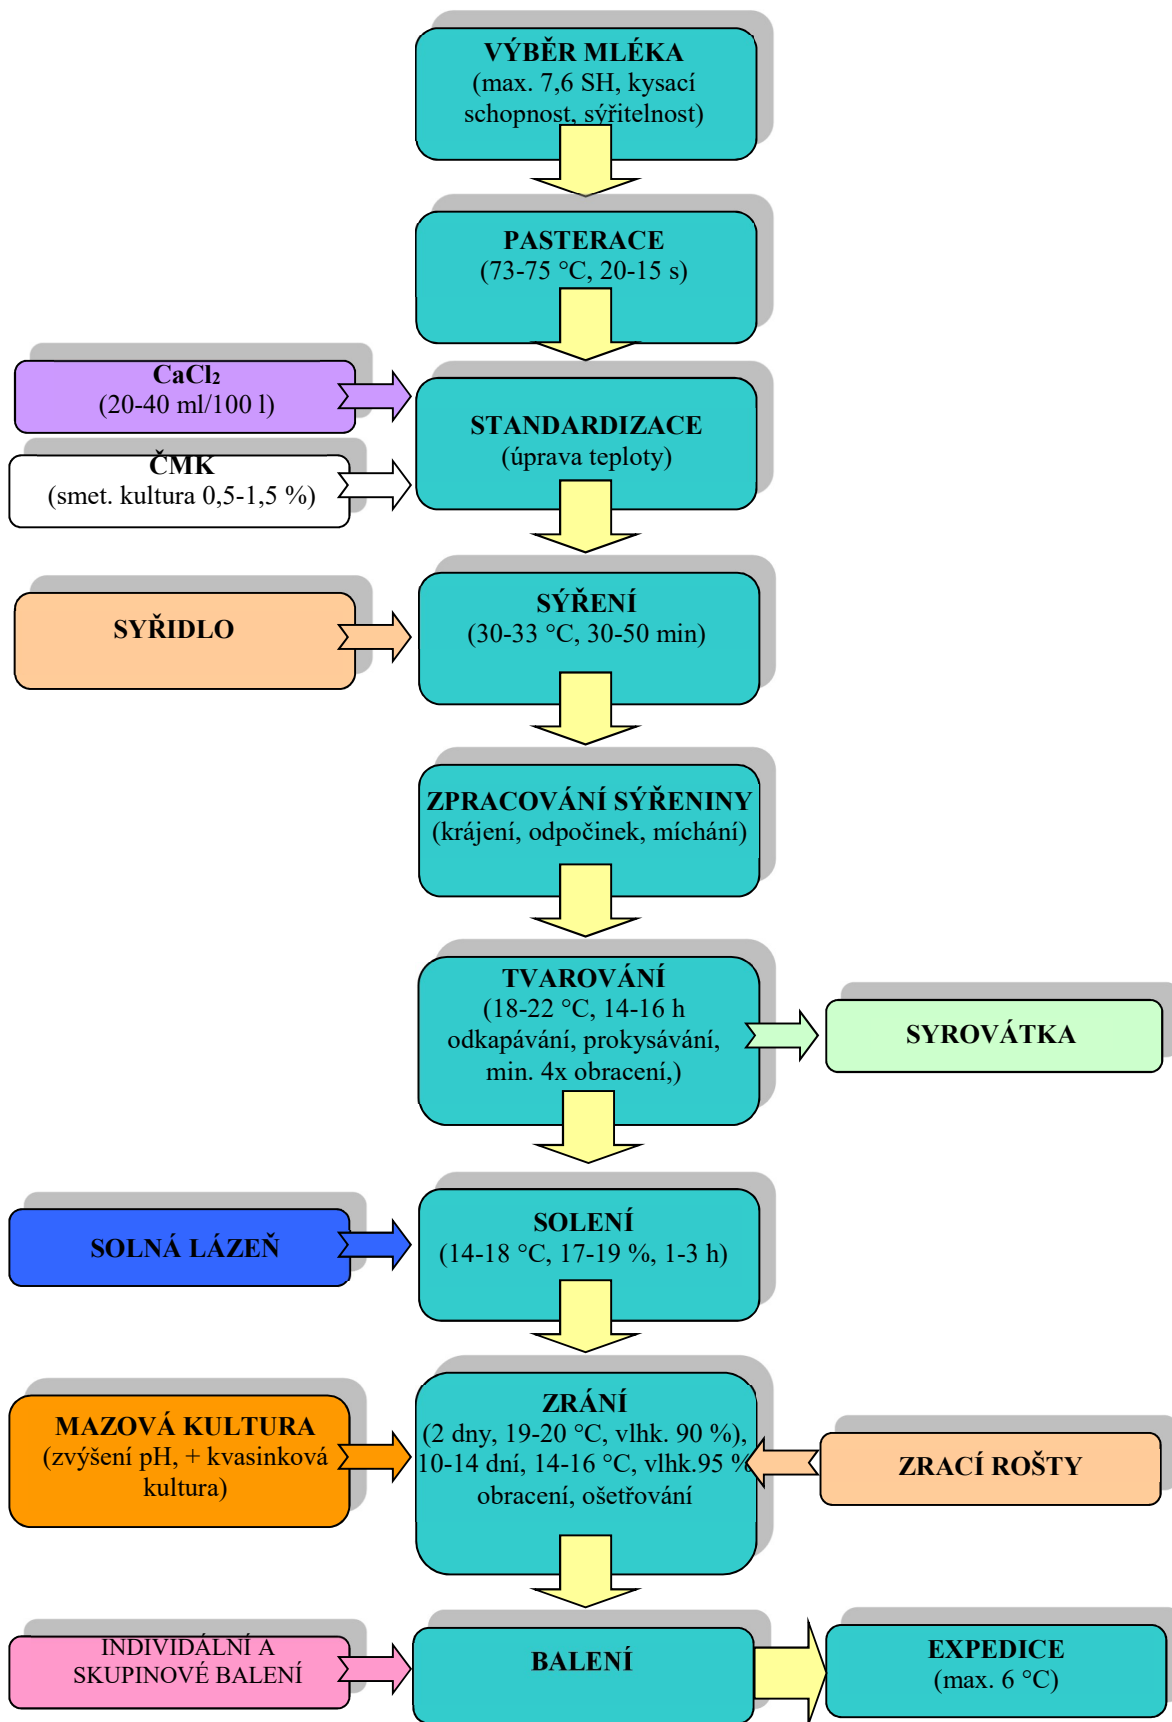 VÝBĚR MLÉKA
(max. 7,6 SH, kysací
schopnost, sýřitelnost)
PASTERACE
(73-75 °C, 20-15 s)
CaCl₂
(20-40 ml/100 l)
STANDARDIZACE
(úprava teploty)
ČMK
(smet. kultura 0,5-1,5 %)
SYŘIDLO
SÝŘENÍ
(30-33 °C, 30-50 min)
ZPRACOVÁNÍ SÝŘENINY
(krájení, odpočinek, míchání)
TVAROVÁNÍ
(18-22 °C, 14-16 h
odkapávání, prokysávání,
min. 4x obracení,)
SYROVÁTKA
SOLNÁ LÁZEŇ
SOLENÍ
(14-18 °C, 17-19 %, 1-3 h)
MAZOVÁ KULTURA
(zvýšení pH, + kvasinková
kultura)
ZRÁNÍ
(2 dny, 19-20 °C, vlhk. 90 %),
10-14 dní, 14-16 °C, vlhk.95 %
obracení, ošetřování
ZRACÍ ROŠTY
INDIVIDÁLNÍ A
SKUPINOVÉ BALENÍ
BALENÍ
EXPEDICE
(max. 6 °C)